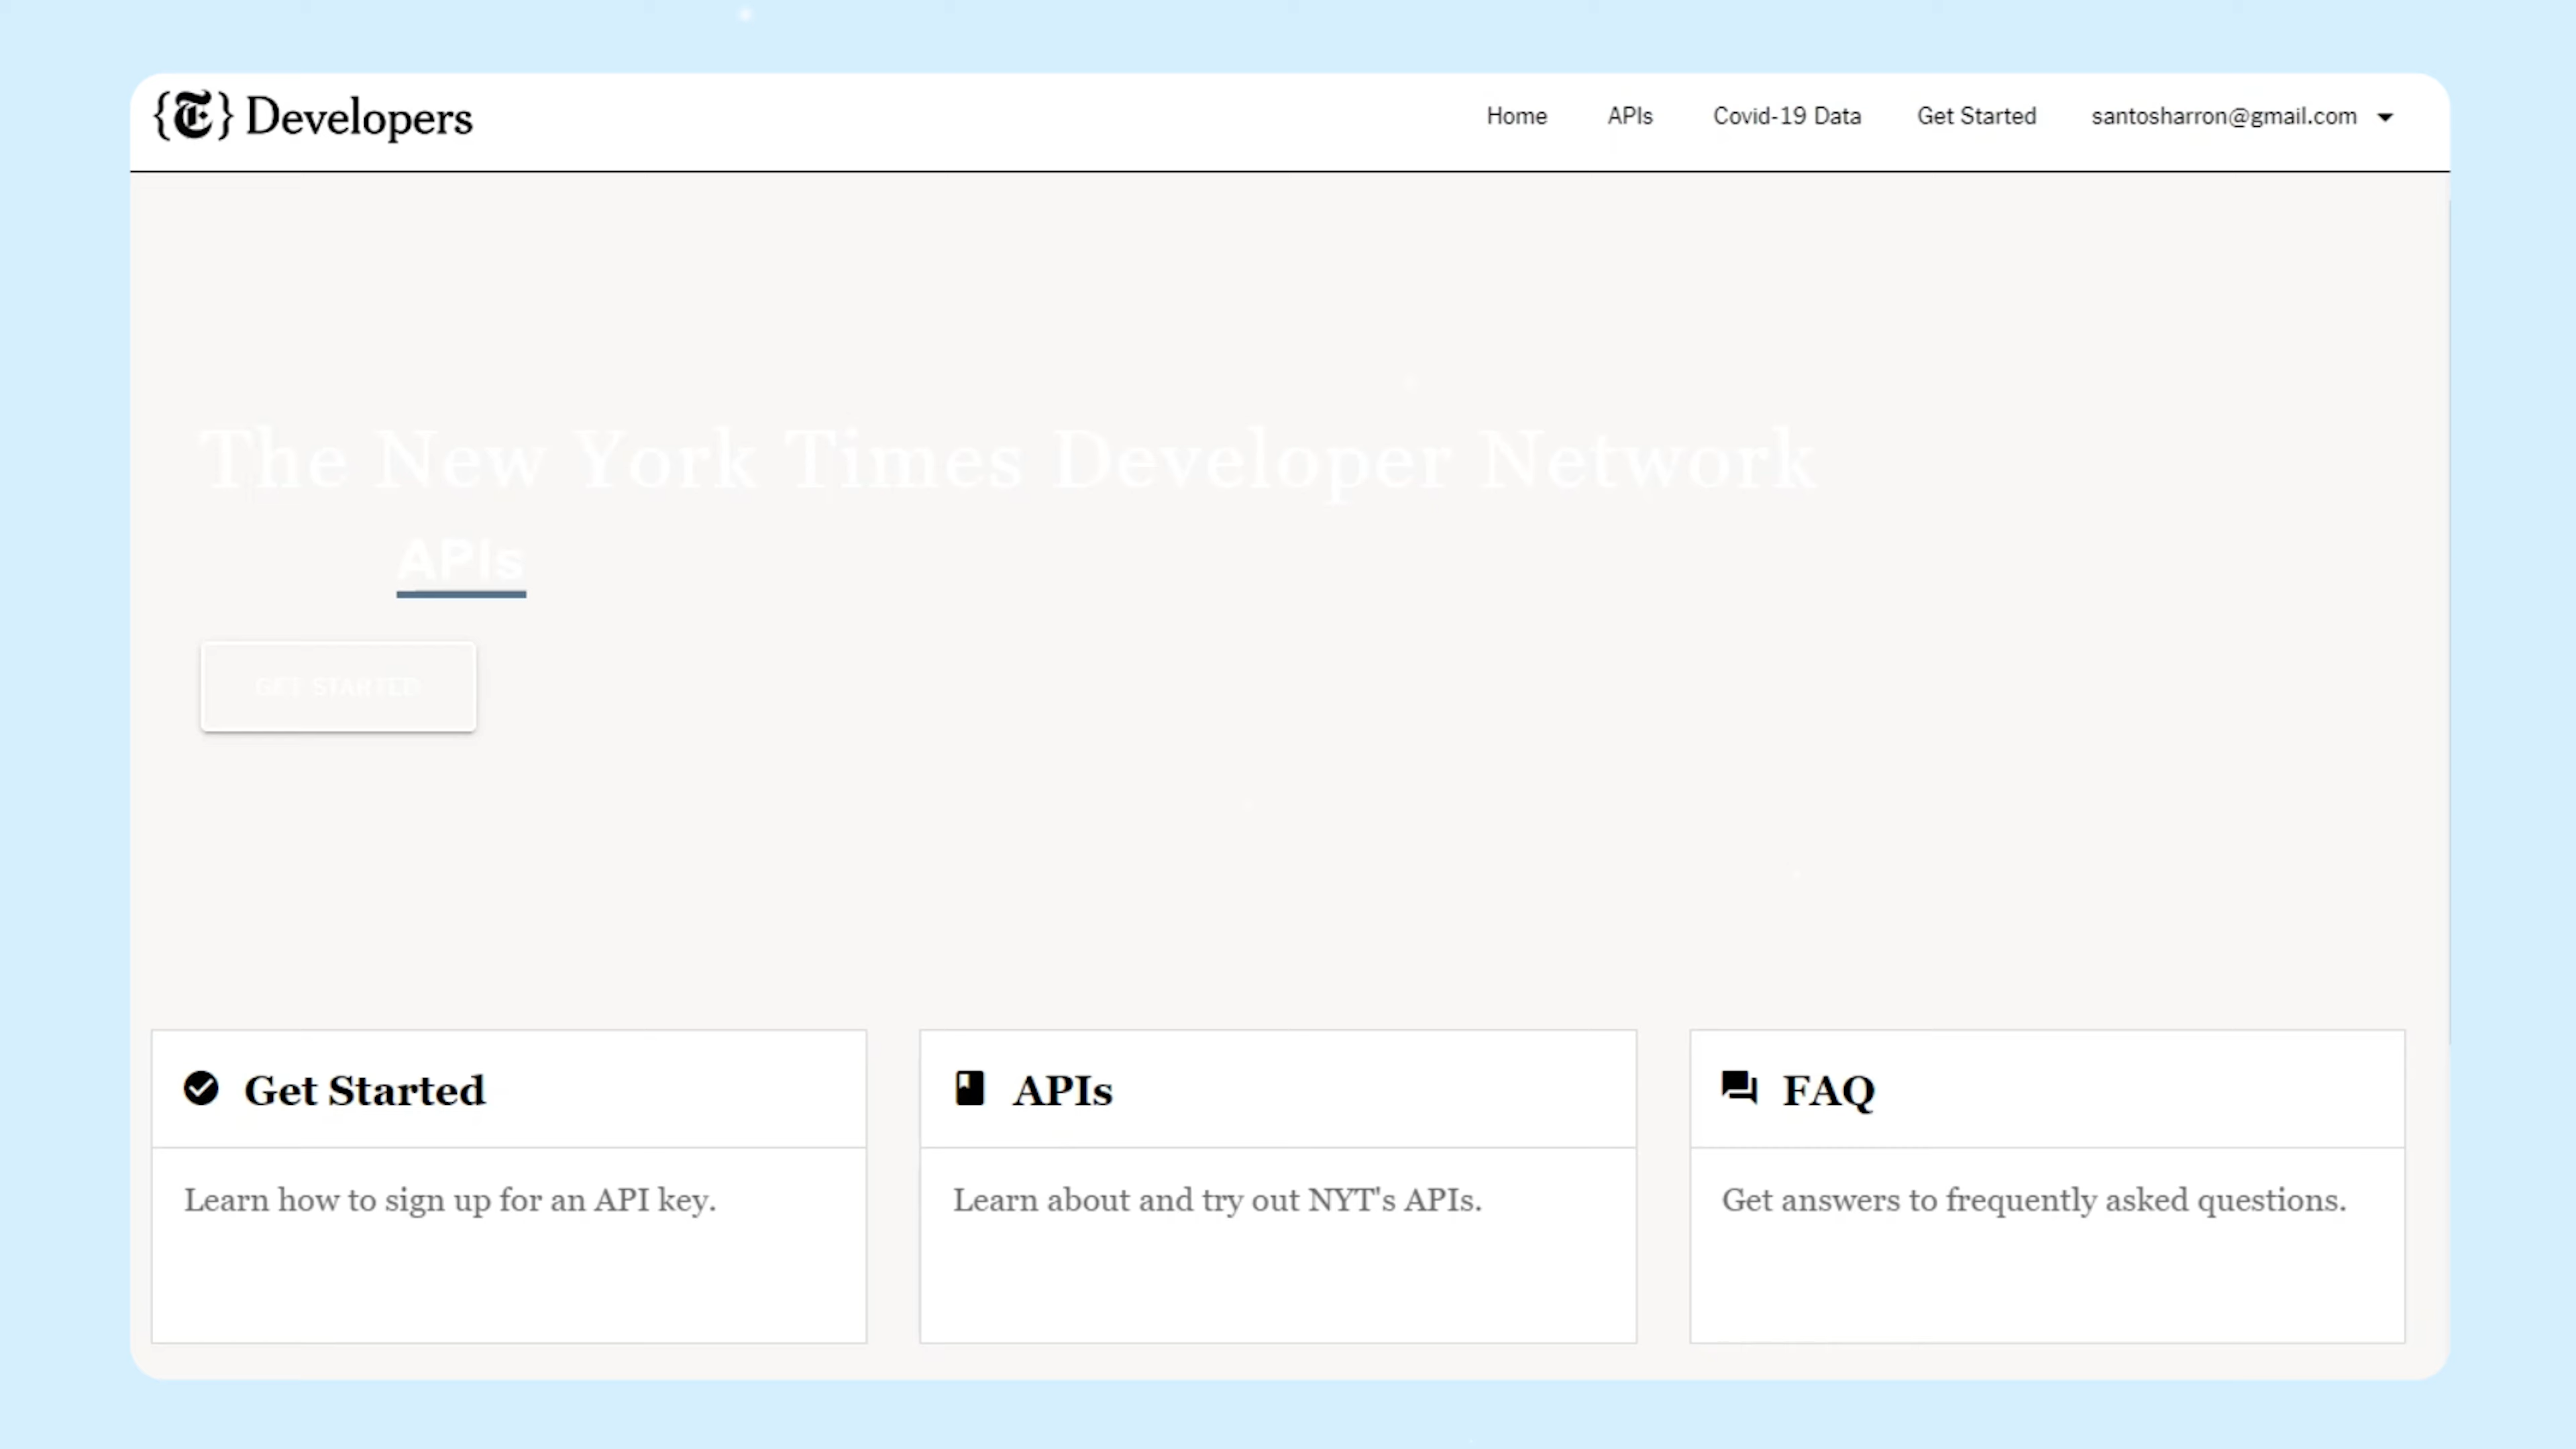 {T} Developers
Home APIs Covid-19 Data Get Started santosharron@gmail.com
The New York Times Developer Network
APIs
GET STARTED
Get Started
Learn how to sign up for an API key.
APIs
Learn about and try out NYT's APIs.
FAQ
Get answers to frequently asked questions.